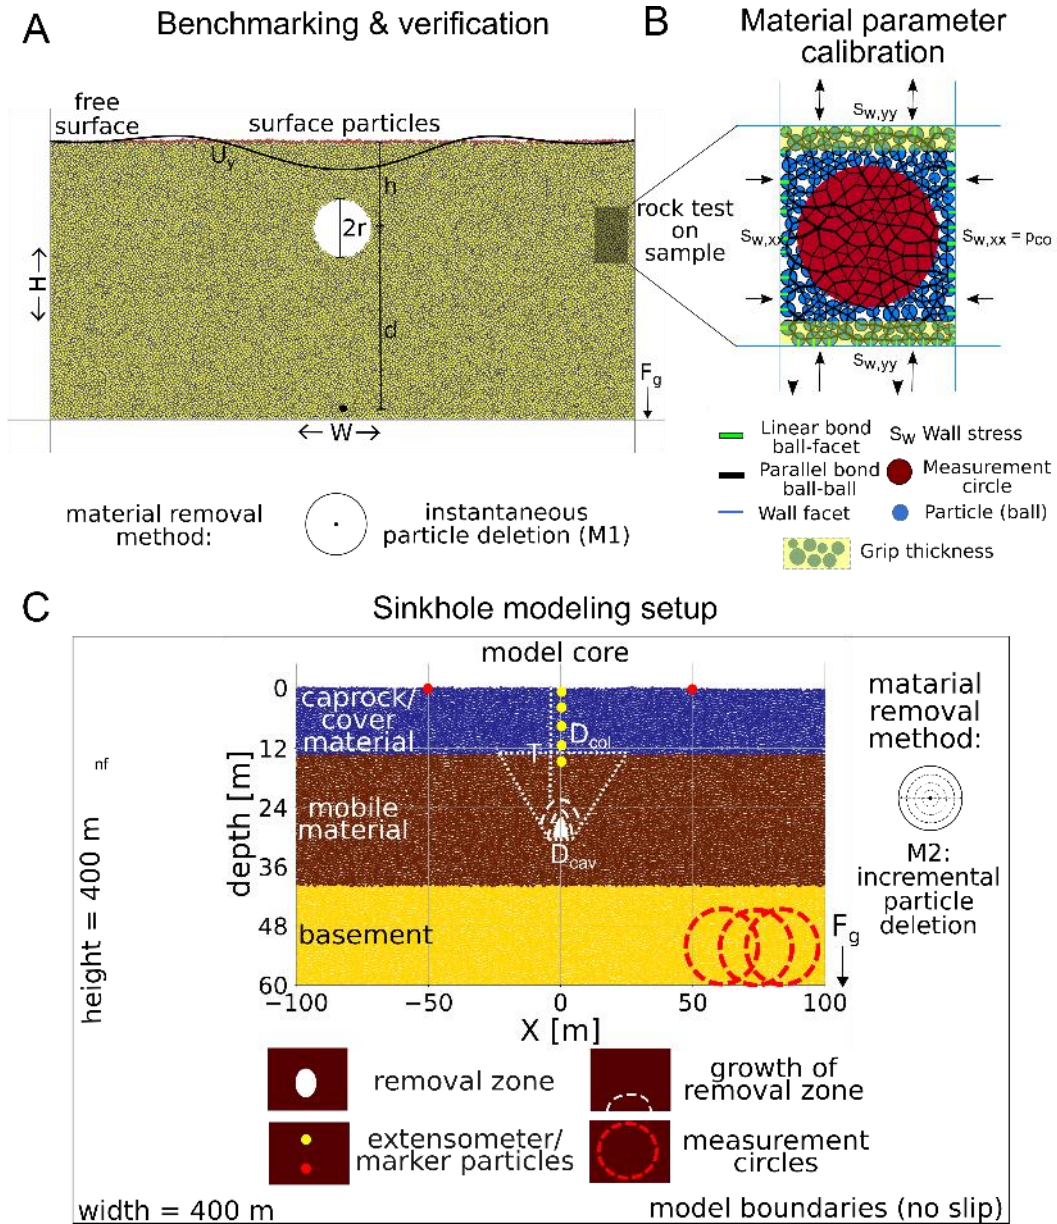 A
Benchmarking & verification
free
surface
surface particles
Uy
h
2r
rock test
on
sample
← H →
d
Fg
← W →
material removal
method:
instantaneous
particle deletion (M1)
B
Material parameter
calibration
Sw,yy
Sw,xx
Sw,xx = pco
Sw,yy
Linear bond
ball-facet
Sw Wall stress
Parallel bond
ball-ball
Measurement
circle
Wall facet
Particle (ball)
Grip thickness
C
Sinkhole modeling setup
model core
0
12
24
36
48
60
depth [m]
caprock/
cover
material
Dcol
T
mobile
material
Dcav
basement
−100
−50
0
50
100
X [m]
nf
height = 400 m
matarial
removal
method:
M2:
incremental
particle
deletion
Fg
removal zone
growth of
removal zone
extensometer/
marker particles
measurement
circles
width = 400 m
model boundaries (no slip)